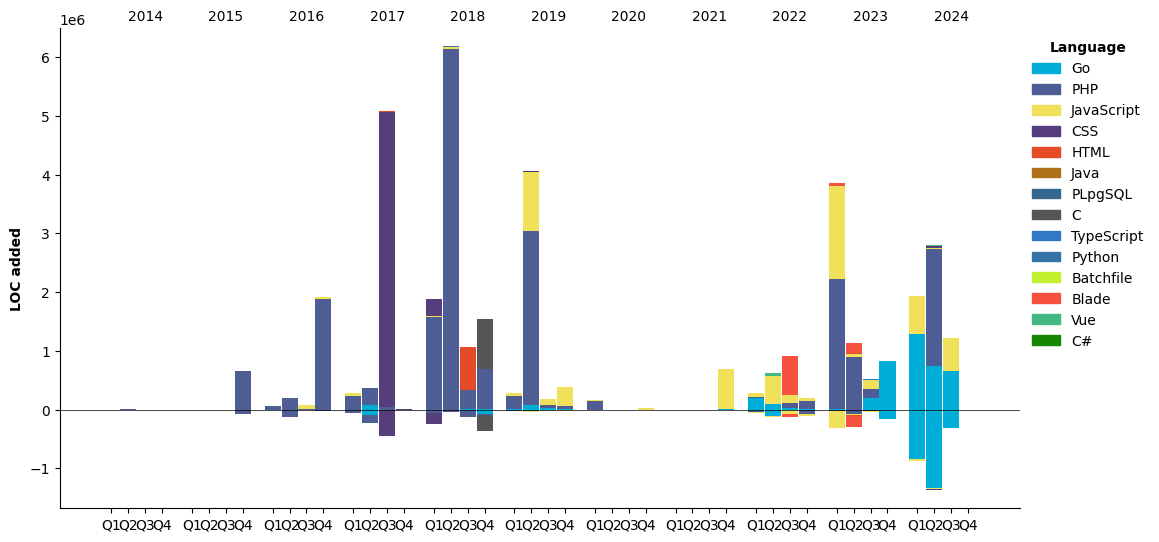 1e6
2014 2015 2016 2017 2018 2019 2020 2021 2022 2023 2024
6
5
4
3
2
1
0
−1
LOC added
Q1Q2Q3Q4 Q1Q2Q3Q4 Q1Q2Q3Q4 Q1Q2Q3Q4 Q1Q2Q3Q4 Q1Q2Q3Q4 Q1Q2Q3Q4 Q1Q2Q3Q4 Q1Q2Q3Q4 Q1Q2Q3Q4 Q1Q2Q3Q4
Language
Go
PHP
JavaScript
CSS
HTML
Java
PLpgSQL
C
TypeScript
Python
Batchfile
Blade
Vue
C#